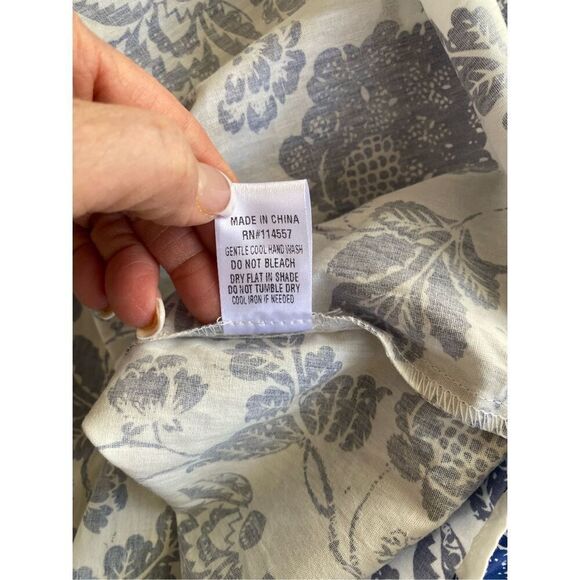 MADE IN CHINA
RN#114557
GENTLE COOL HAND WASH
DO NOT BLEACH
DRY FLAT IN SHADE
DO NOT TUMBLE DRY
COOL IRON IF NEEDED